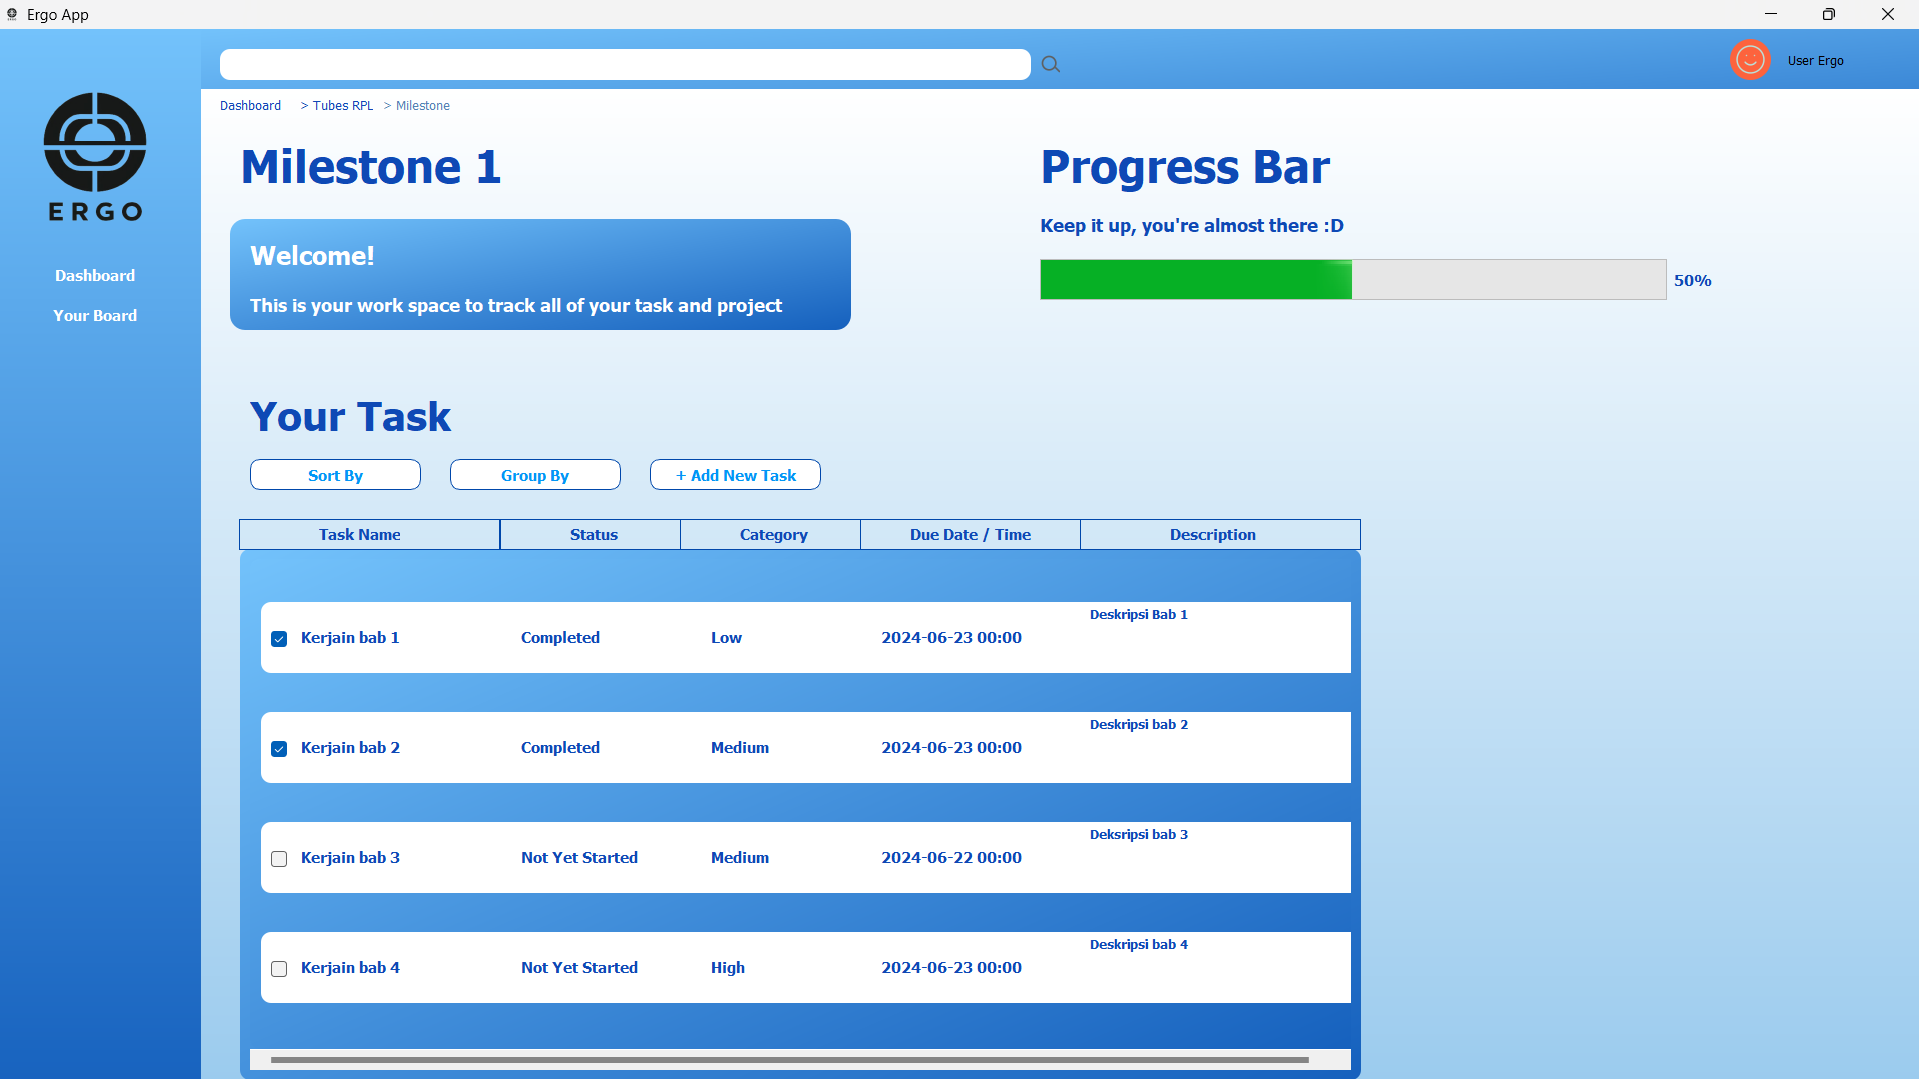 Ergo App
User Ergo
ERGO
Dashboard
Your Board
Dashboard > Tubes RPL > Milestone
Milestone 1
Welcome!
This is your work space to track all of your task and project
Progress Bar
Keep it up, you're almost there :D
50%
Your Task
Sort By Group By + Add New Task
Task Name Status Category Due Date / Time Description
Kerjain bab 1 Completed Low 2024-06-23 00:00 Deskripsi Bab 1
Kerjain bab 2 Completed Medium 2024-06-23 00:00 Deskripsi bab 2
Kerjain bab 3 Not Yet Started Medium 2024-06-22 00:00 Deksripsi bab 3
Kerjain bab 4 Not Yet Started High 2024-06-23 00:00 Deskripsi bab 4